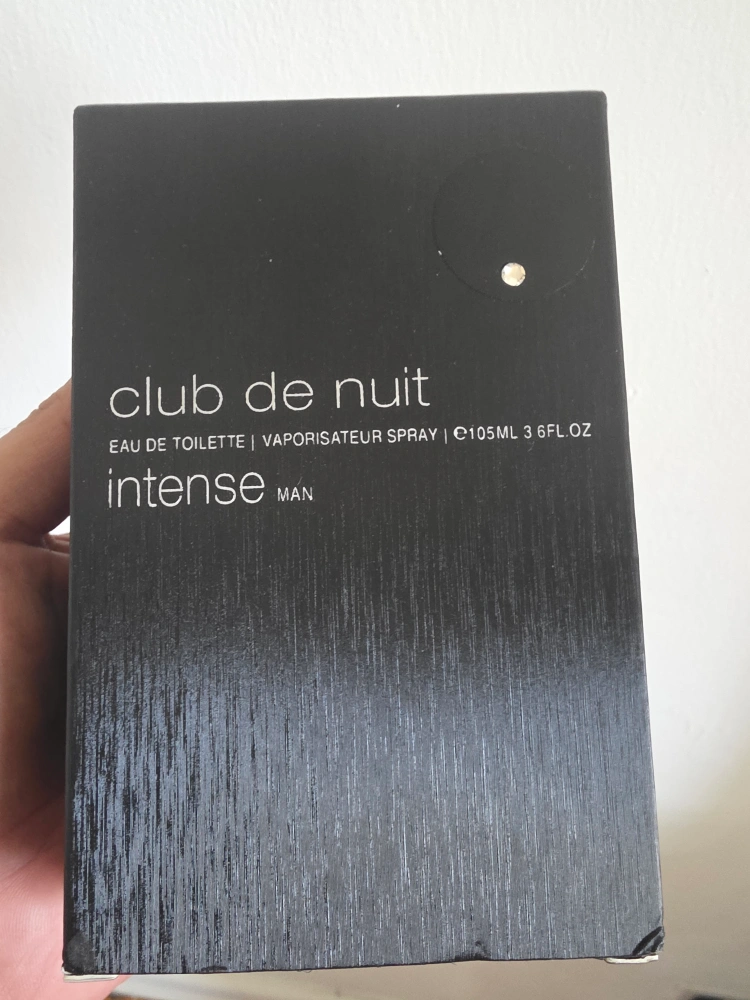 club de nuit
EAU DE TOILETTE | VAPORISATEUR SPRAY | ℮105ML 3 6FL.OZ
intense MAN